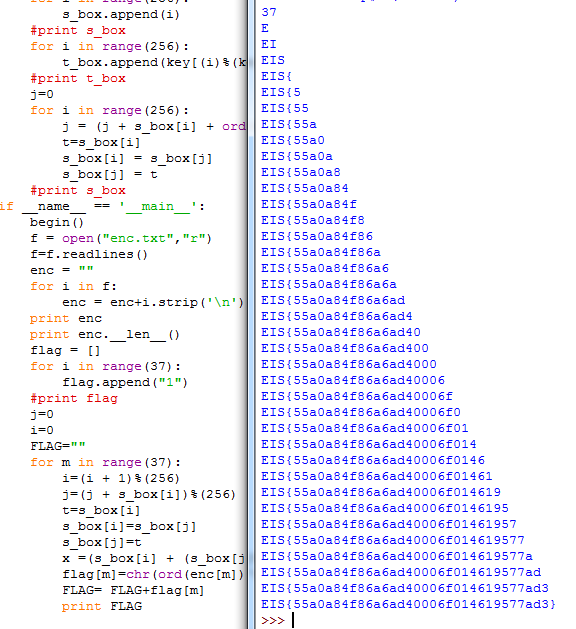 s_box.append(i)
#print s_box
for i in range(256):
t_box.append(key[(i)%(k
#print t_box
j=0
for i in range(256):
j = (j + s_box[i] + ord
t=s_box[i]
s_box[i] = s_box[j]
s_box[j] = t
#print s_box
if __name__ == '__main__':
begin()
f = open("enc.txt","r")
f=f.readlines()
enc = ""
for i in f:
enc = enc+i.strip('\n')
print enc
print enc.__len__()
flag = []
for i in range(37):
flag.append("1")
#print flag
j=0
i=0
FLAG=""
for m in range(37):
i=(i + 1)%(256)
j=(j + s_box[i])%(256)
t=s_box[i]
s_box[i]=s_box[j]
s_box[j]=t
x =(s_box[i] + (s_box[j
flag[m]=chr(ord(enc[m])
FLAG= FLAG+flag[m]
print FLAG
37
E
EI
EIS
EIS{
EIS{5
EIS{55
EIS{55a
EIS{55a0
EIS{55a0a
EIS{55a0a8
EIS{55a0a84
EIS{55a0a84f
EIS{55a0a84f8
EIS{55a0a84f86
EIS{55a0a84f86a
EIS{55a0a84f86a6
EIS{55a0a84f86a6a
EIS{55a0a84f86a6ad
EIS{55a0a84f86a6ad4
EIS{55a0a84f86a6ad40
EIS{55a0a84f86a6ad400
EIS{55a0a84f86a6ad4000
EIS{55a0a84f86a6ad40006
EIS{55a0a84f86a6ad40006f
EIS{55a0a84f86a6ad40006f0
EIS{55a0a84f86a6ad40006f01
EIS{55a0a84f86a6ad40006f014
EIS{55a0a84f86a6ad40006f0146
EIS{55a0a84f86a6ad40006f01461
EIS{55a0a84f86a6ad40006f014619
EIS{55a0a84f86a6ad40006f0146195
EIS{55a0a84f86a6ad40006f01461957
EIS{55a0a84f86a6ad40006f014619577
EIS{55a0a84f86a6ad40006f014619577a
EIS{55a0a84f86a6ad40006f014619577ad
EIS{55a0a84f86a6ad40006f014619577ad3
EIS{55a0a84f86a6ad40006f014619577ad3}
>>>